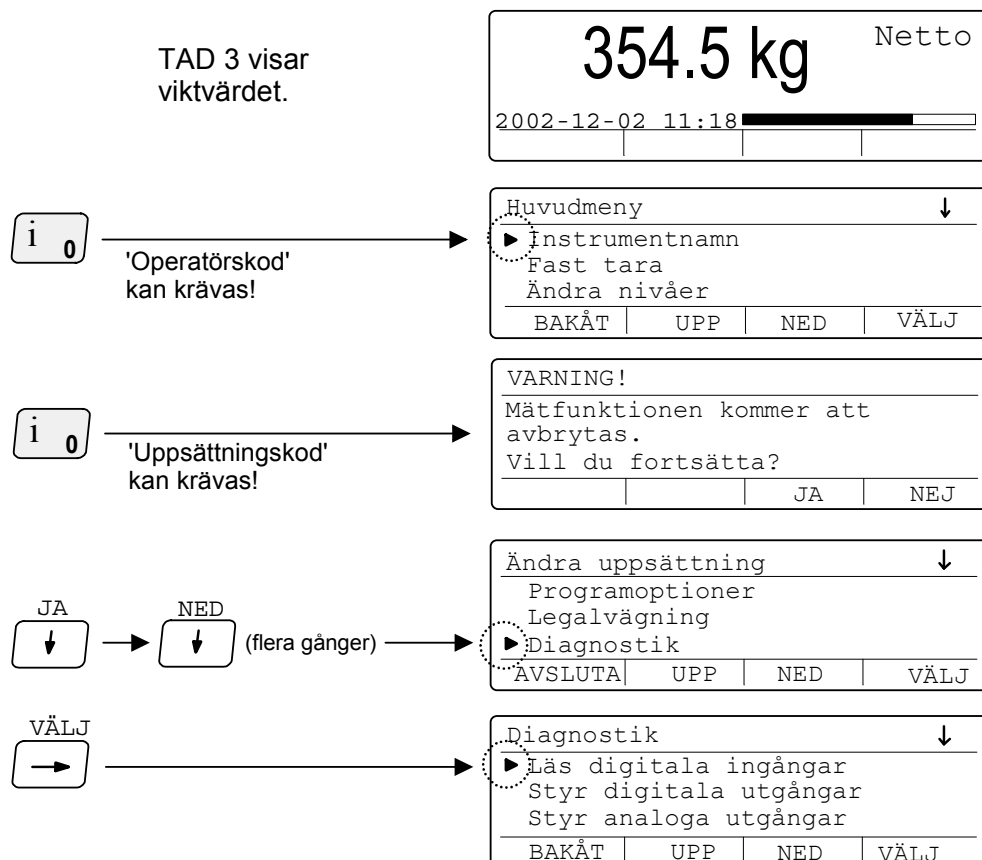 TAD 3 visar
viktvärdet.
354.5 kg
Netto
2002-12-02 11:18
i 0
'Operatörskod'
kan krävas!
Huvudmeny ↓
Instrumentnamn
Fast tara
Ändra nivåer
BAKÅT UPP NED VÄLJ
i 0
'Uppsättningskod'
kan krävas!
VARNING!
Mätfunktionen kommer att
avbrytas.
Vill du fortsätta?
JA NEJ
JA NED
(flera gånger)
Ändra uppsättning ↓
Programoptioner
Legalvägning
Diagnostik
AVSLUTA UPP NED VÄLJ
VÄLJ
Diagnostik ↓
Läs digitala ingångar
Styr digitala utgångar
Styr analoga utgångar
BAKÅT UPP NED VÄLJ